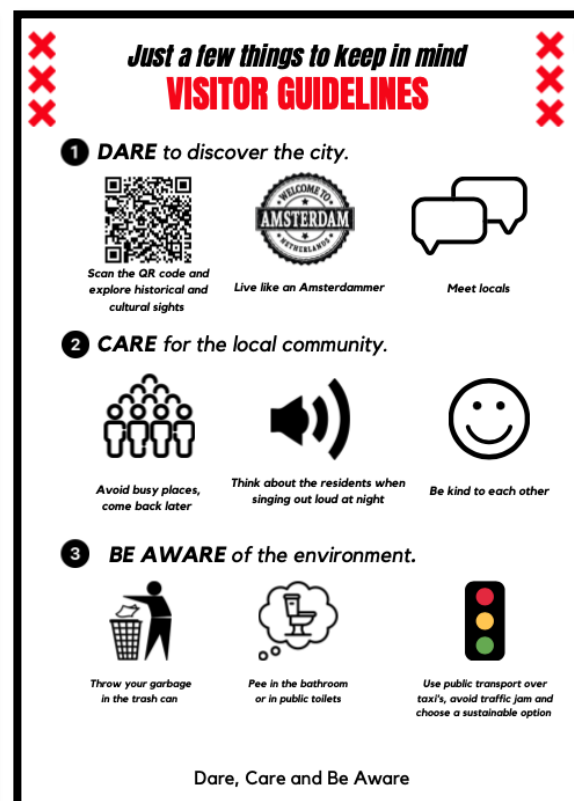 Just a few things to keep in mind
VISITOR GUIDELINES
1 DARE to discover the city.
Scan the QR code and
explore historical and
cultural sights
WELCOME TO
AMSTERDAM
NETHERLANDS
Live like an Amsterdammer
Meet locals
2 CARE for the local community.
Avoid busy places,
come back later
Think about the residents when
singing out loud at night
Be kind to each other
3 BE AWARE of the environment.
Throw your garbage
in the trash can
Pee in the bathroom
or in public toilets
Use public transport over
taxi's, avoid traffic jam and
choose a sustainable option
Dare, Care and Be Aware